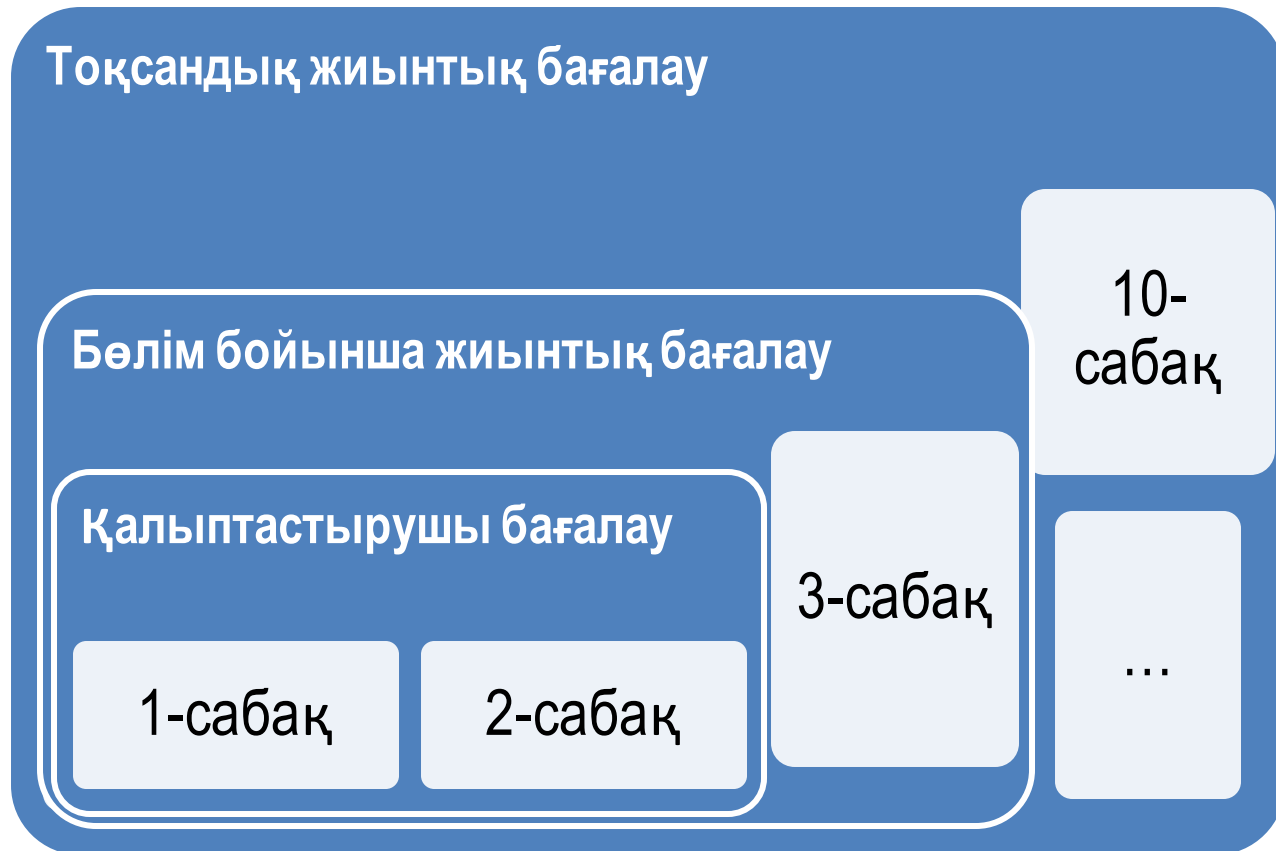 Тоқсандық жиынтық бағалау
10-
сабақ
Бөлім бойынша жиынтық бағалау
Қалыптастырушы бағалау
3-сабақ
…
1-сабақ
2-сабақ